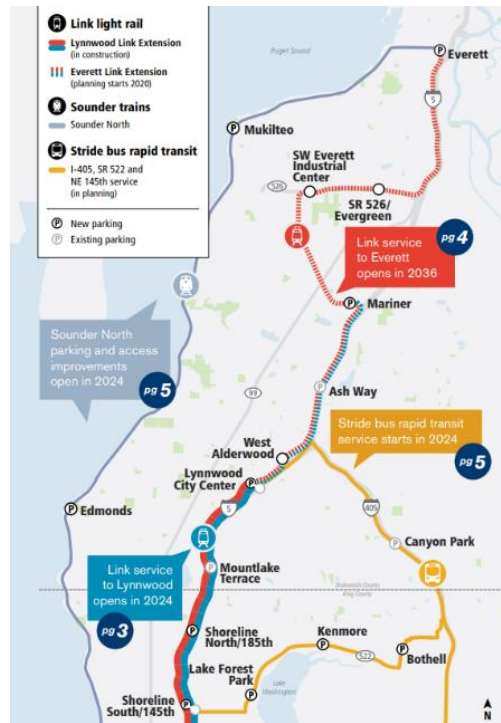 Link light rail
Lynnwood Link Extension
(in construction)
Everett Link Extension
(planning starts 2020)
Sounder trains
Sounder North
Stride bus rapid transit
I-405, SR 522 and
NE 145th service
(in planning)
P New parking
P Existing parking
Puget Sound
P Everett
5
P Mukilteo
SW Everett
Industrial
Center
526
SR 526/
Evergreen
Link service
to Everett
opens in 2036
pg 4
P Mariner
Sounder North
parking and access
improvements
open in 2024
pg 5
P Ash Way
99
Stride bus rapid transit
service starts in 2024
pg 5
West
Alderwood
Lynnwood
City Center P
P Edmonds
5
405
P Canyon Park
Link service
to Lynnwood
opens in 2024
pg 3
P Mountlake
Terrace
Snohomish County
King County
P Shoreline
North/185th
Kenmore
P
522
P
Bothell
Lake Forest
Park
P
Lake
Washington
Shoreline
South/145th
P
N